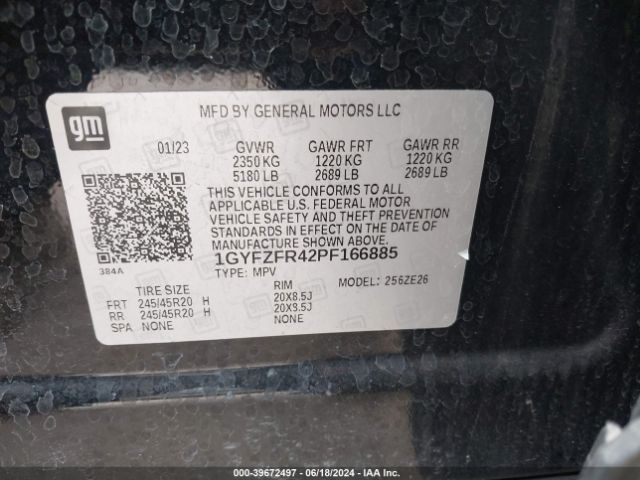 gm
MFD BY GENERAL MOTORS LLC
01/23 GVWR GAWR FRT GAWR RR
2350 KG 1220 KG 1220 KG
5180 LB 2689 LB 2689 LB
THIS VEHICLE CONFORMS TO ALL
APPLICABLE U.S. FEDERAL MOTOR
VEHICLE SAFETY AND THEFT PREVENTION
STANDARDS IN EFFECT ON THE DATE OF
MANUFACTURE SHOWN ABOVE.
384A 1GYFZFR42PF166885
TYPE: MPV MODEL: 256ZE26
TIRE SIZE RIM
FRT 245/45R20 H 20X8.5J
RR 245/45R20 H 20X8.5J
SPA NONE NONE
000-39672497 - 06/18/2024 - IAA Inc.